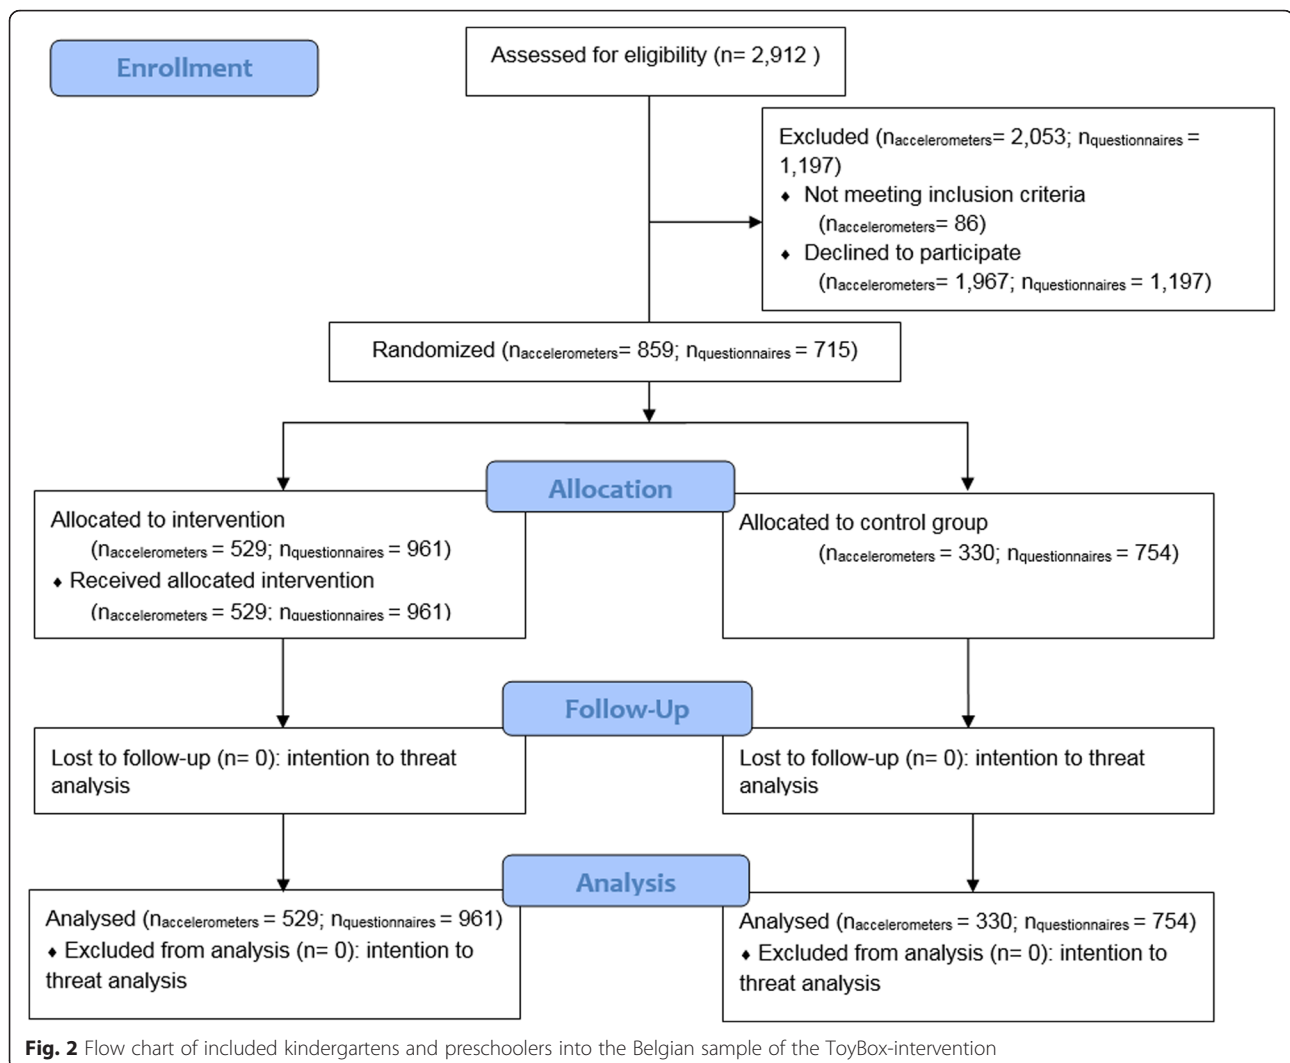 Enrollment
Assessed for eligibility (n= 2,912 )
Excluded (naccelerometers= 2,053; nquestionnaires =
1,197)
♦ Not meeting inclusion criteria
(naccelerometers= 86)
♦ Declined to participate
(naccelerometers= 1,967; nquestionnaires = 1,197)
Randomized (naccelerometers= 859; nquestionnaires = 715)
Allocation
Allocated to intervention
(naccelerometers = 529; nquestionnaires = 961)
♦ Received allocated intervention
(naccelerometers = 529; nquestionnaires = 961)
Allocated to control group
(naccelerometers = 330; nquestionnaires = 754)
Follow-Up
Lost to follow-up (n= 0): intention to threat
analysis
Lost to follow-up (n= 0): intention to threat
analysis
Analysis
Analysed (naccelerometers = 529; nquestionnaires = 961)
♦ Excluded from analysis (n= 0): intention to
threat analysis
Analysed (naccelerometers = 330; nquestionnaires = 754)
♦ Excluded from analysis (n= 0): intention to
threat analysis
Fig. 2 Flow chart of included kindergartens and preschoolers into the Belgian sample of the ToyBox-intervention